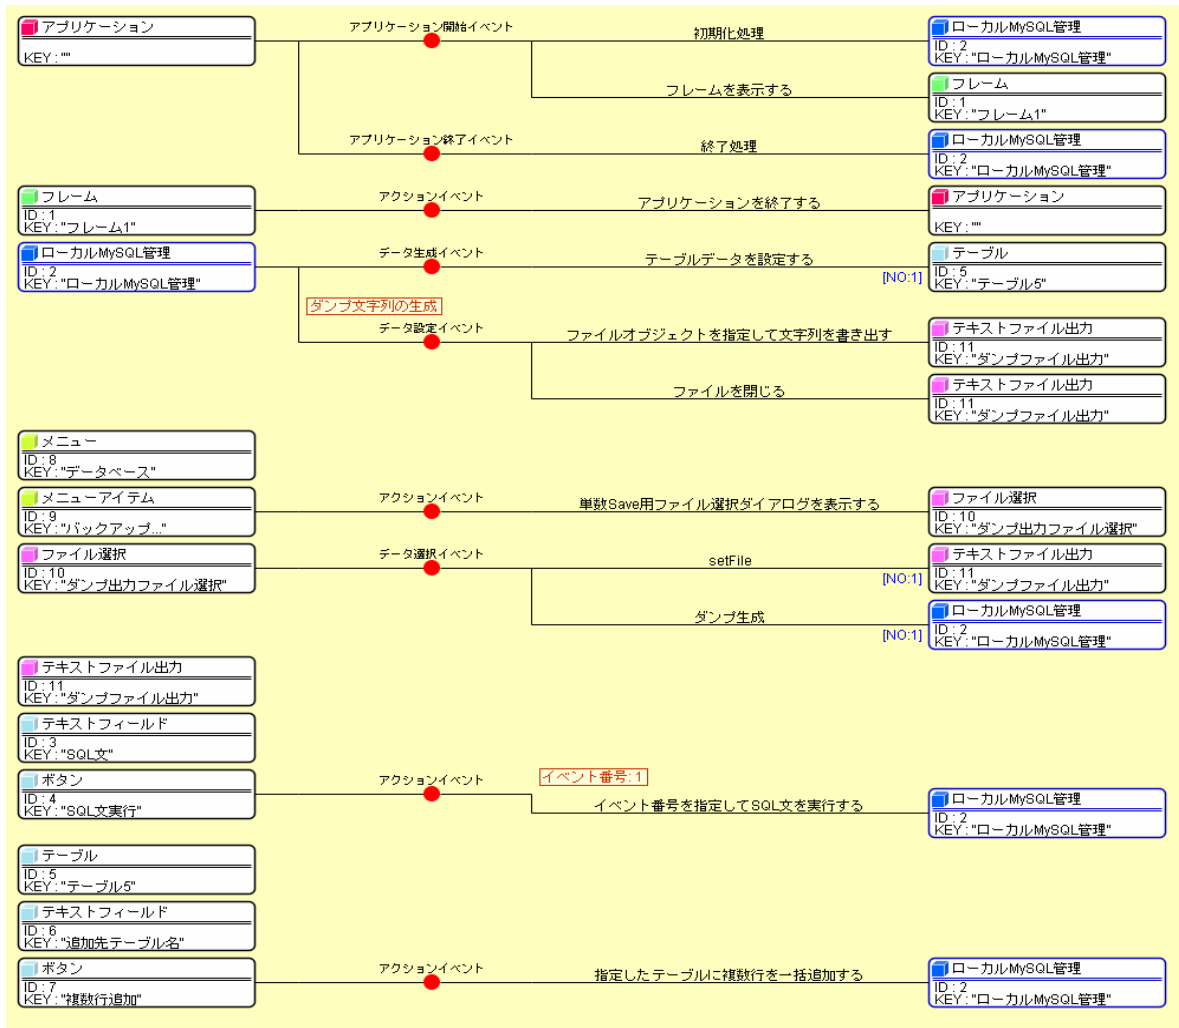 アプリケーション
KEY : ""
アプリケーション開始イベント
初期化処理
ローカルMySQL管理
ID : 2
KEY : "ローカルMySQL管理"
フレームを表示する
フレーム
ID : 1
KEY : "フレーム1"
アプリケーション終了イベント
終了処理
ローカルMySQL管理
ID : 2
KEY : "ローカルMySQL管理"
フレーム
ID : 1
KEY : "フレーム1"
アクションイベント
アプリケーションを終了する
アプリケーション
KEY : ""
ローカルMySQL管理
ID : 2
KEY : "ローカルMySQL管理"
データ生成イベント
テーブルデータを設定する
[NO:1]
テーブル
ID : 5
KEY : "テーブル5"
ダンプ文字列の生成
データ設定イベント
ファイルオブジェクトを指定して文字列を書き出す
テキストファイル出力
ID : 11
KEY : "ダンプファイル出力"
ファイルを閉じる
テキストファイル出力
ID : 11
KEY : "ダンプファイル出力"
メニュー
ID : 8
KEY : "データベース"
メニューアイテム
ID : 9
KEY : "バックアップ..."
アクションイベント
単数Save用ファイル選択ダイアログを表示する
ファイル選択
ID : 10
KEY : "ダンプ出力ファイル選択"
ファイル選択
ID : 10
KEY : "ダンプ出力ファイル選択"
データ選択イベント
setFile
[NO:1]
テキストファイル出力
ID : 11
KEY : "ダンプファイル出力"
ダンプ生成
[NO:1]
ローカルMySQL管理
ID : 2
KEY : "ローカルMySQL管理"
テキストファイル出力
ID : 11
KEY : "ダンプファイル出力"
テキストフィールド
ID : 3
KEY : "SQL文"
ボタン
ID : 4
KEY : "SQL文実行"
アクションイベント
イベント番号: 1
イベント番号を指定してSQL文を実行する
ローカルMySQL管理
ID : 2
KEY : "ローカルMySQL管理"
テーブル
ID : 5
KEY : "テーブル5"
テキストフィールド
ID : 6
KEY : "追加先テーブル名"
ボタン
ID : 7
KEY : "複数行追加"
アクションイベント
指定したテーブルに複数行を一括追加する
ローカルMySQL管理
ID : 2
KEY : "ローカルMySQL管理"